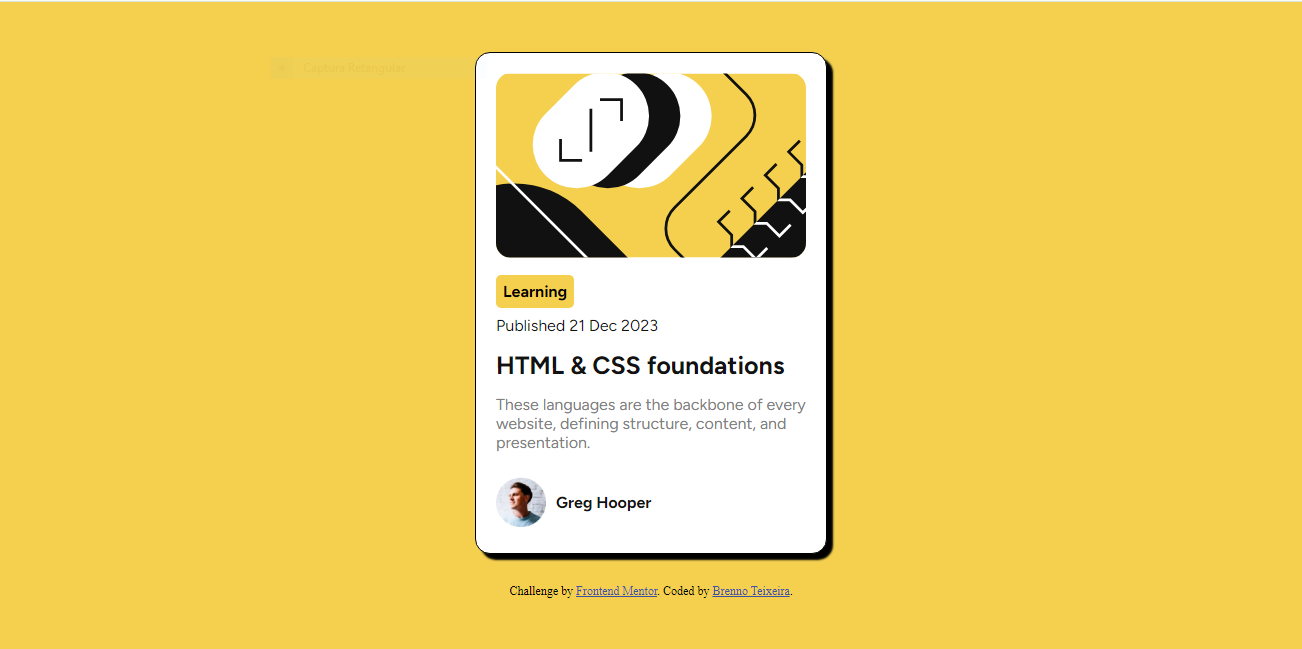 Captura Retangular
Learning
Published 21 Dec 2023
HTML & CSS foundations
These languages are the backbone of every
website, defining structure, content, and
presentation.
Greg Hooper
Challenge by Frontend Mentor. Coded by Brenno Teixeira.